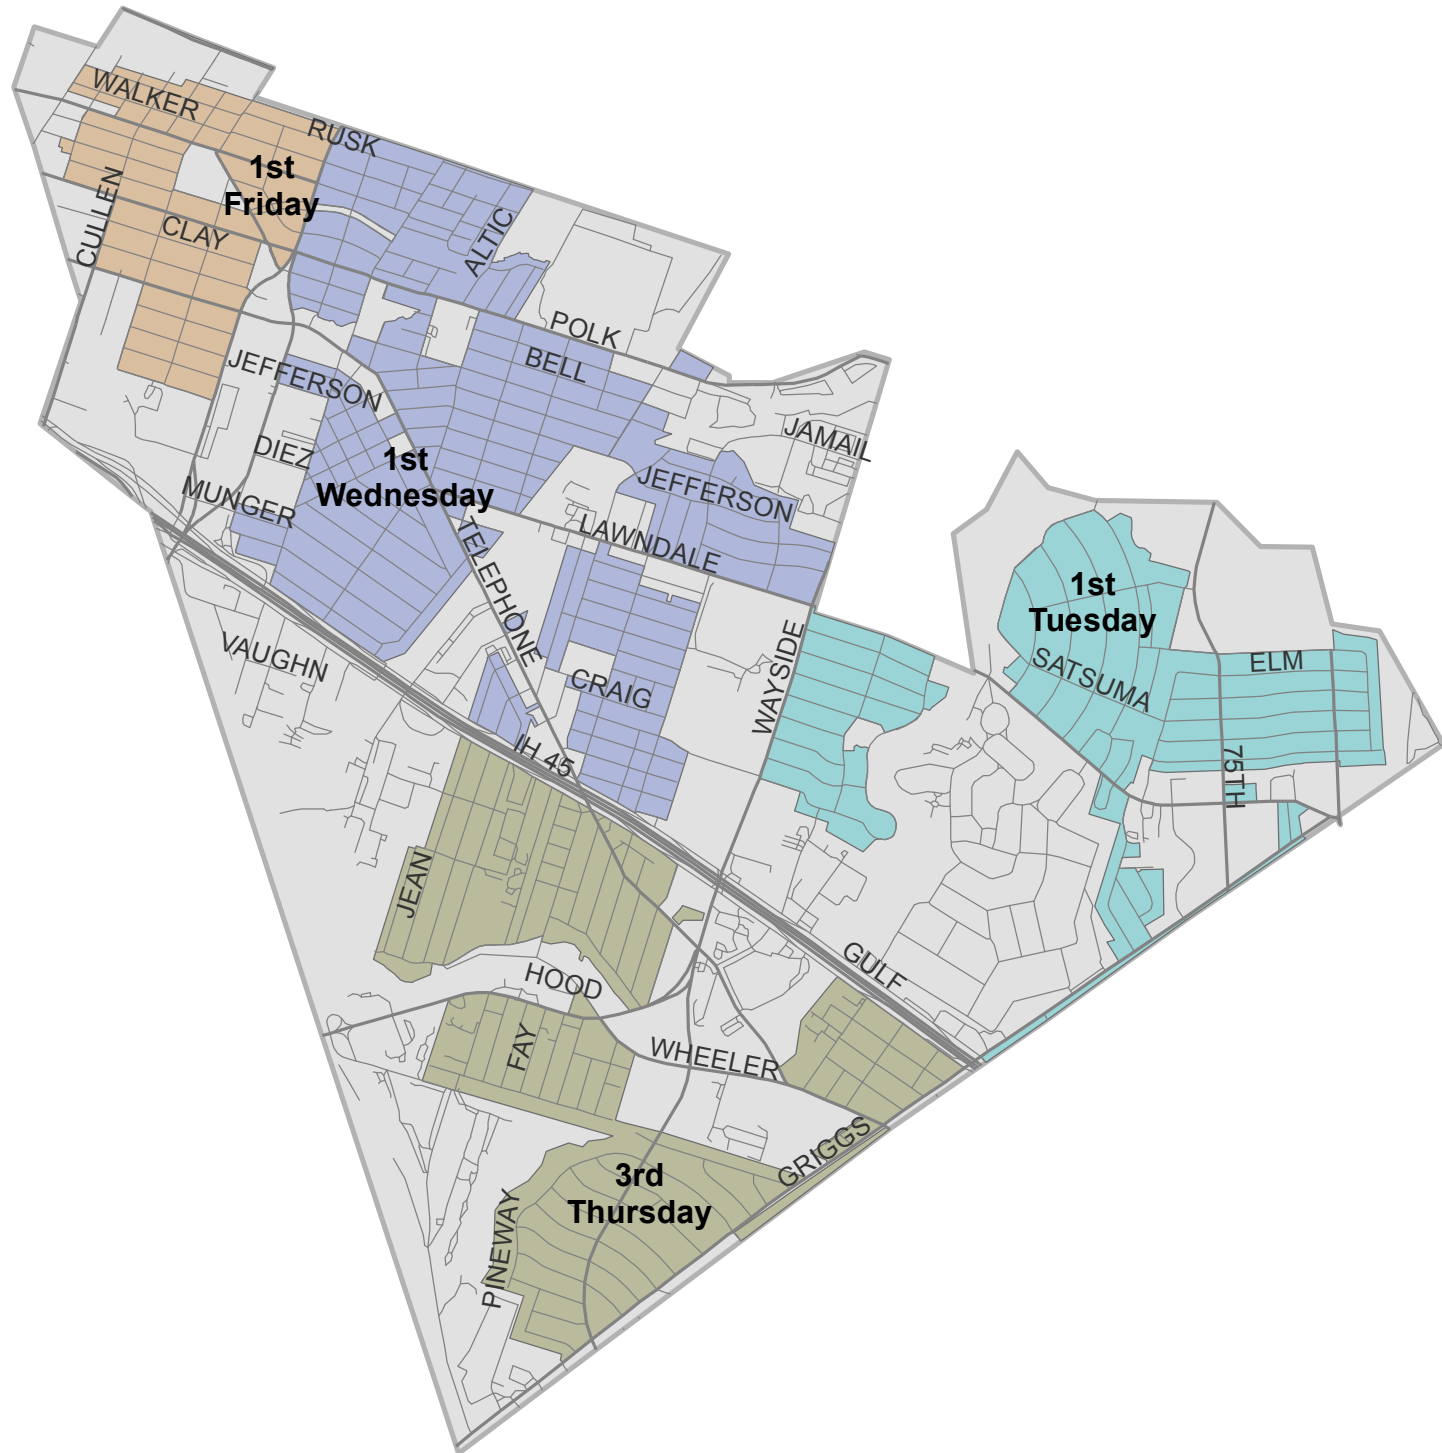 WALKER
RUSK
1st
Friday
CULLEN
CLAY
ALTIC
POLK
BELL
JEFFERSON
DIEZ
MUNGER
1st
Wednesday
JAMAIL
JEFFERSON
LAWNDALE
TELEPHONE
VAUGHN
CRAIG
IH 45
WAYSIDE
1st
Tuesday
SATSUMA
ELM
75TH
JEAN
HOOD
GULF
FAY
WHEELER
GRIGGS
3rd
Thursday
PINEWAY